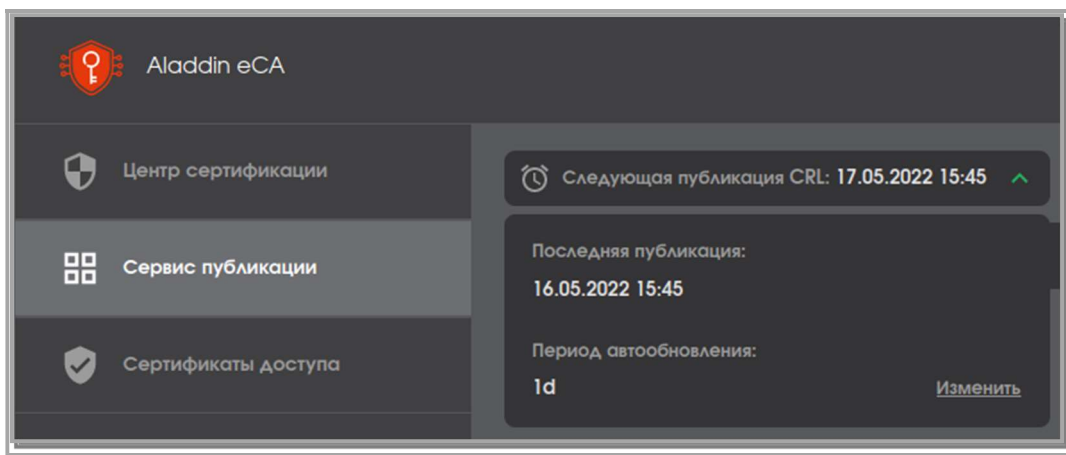 Aladdin eCA
Центр сертификации
Сервис публикации
Сертификаты доступа
Следующая публикация CRL: 17.05.2022 15:45
Последняя публикация:
16.05.2022 15:45
Период автообновления:
1d
Изменить